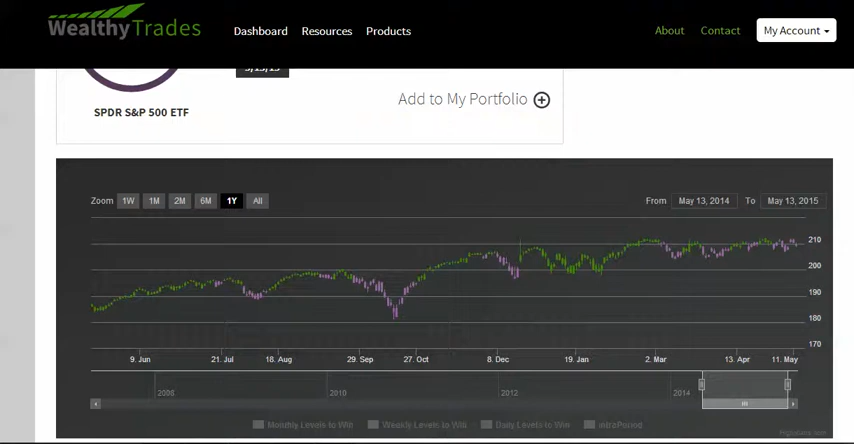 WealthyTrades
Dashboard Resources Products
About Contact My Account
Add to My Portfolio
SPDR S&P 500 ETF
Zoom 1W 1M 2M 6M 1Y All From May 13, 2014 To May 13, 2015
210
200
190
180
170
9. Jun 21. Jul 18. Aug 29. Sep 27. Oct 8. Dec 19. Jan 2. Mar 13. Apr 11. May
2008 2010 2012 2014
Monthly Levels to Win Weekly Levels to Win Daily Levels to Win IntraPeriod